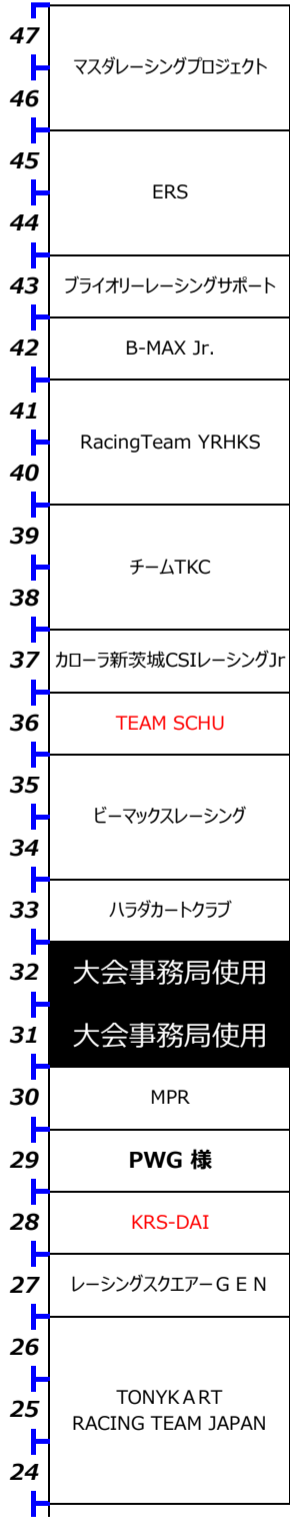 47
マスダレーシングプロジェクト
46
45
ERS
44
43 ブライオリーレーシングサポート
42 B-MAX Jr.
41
RacingTeam YRHKS
40
39
チームTKC
38
37 カローラ新茨城CSIレーシングJr
36 TEAM SCHU
35
ビーマックスレーシング
34
33 ハラダカートクラブ
32 大会事務局使用
31 大会事務局使用
30 MPR
29 PWG 様
28 KRS-DAI
27 レーシングスクエアーＧＥＮ
26
TONYKART
25
RACING TEAM JAPAN
24